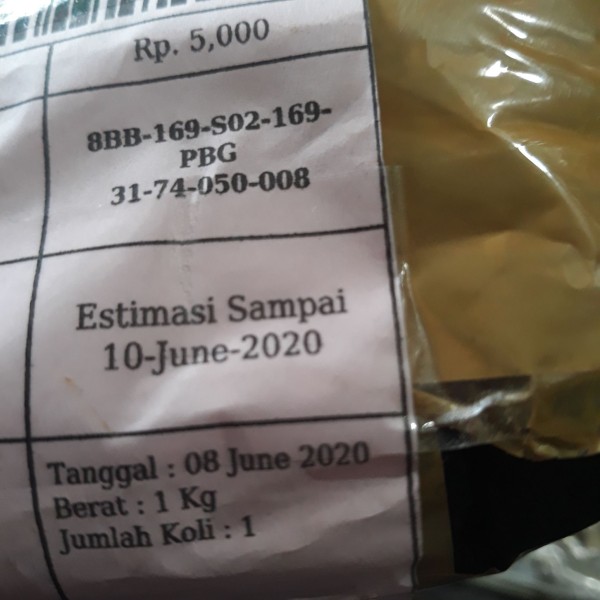 Rp. 5,000
8BB-169-S02-169-
PBG
31-74-050-008
Estimasi Sampai
10-June-2020
Tanggal : 08 June 2020
Berat : 1 Kg
Jumlah Koli : 1